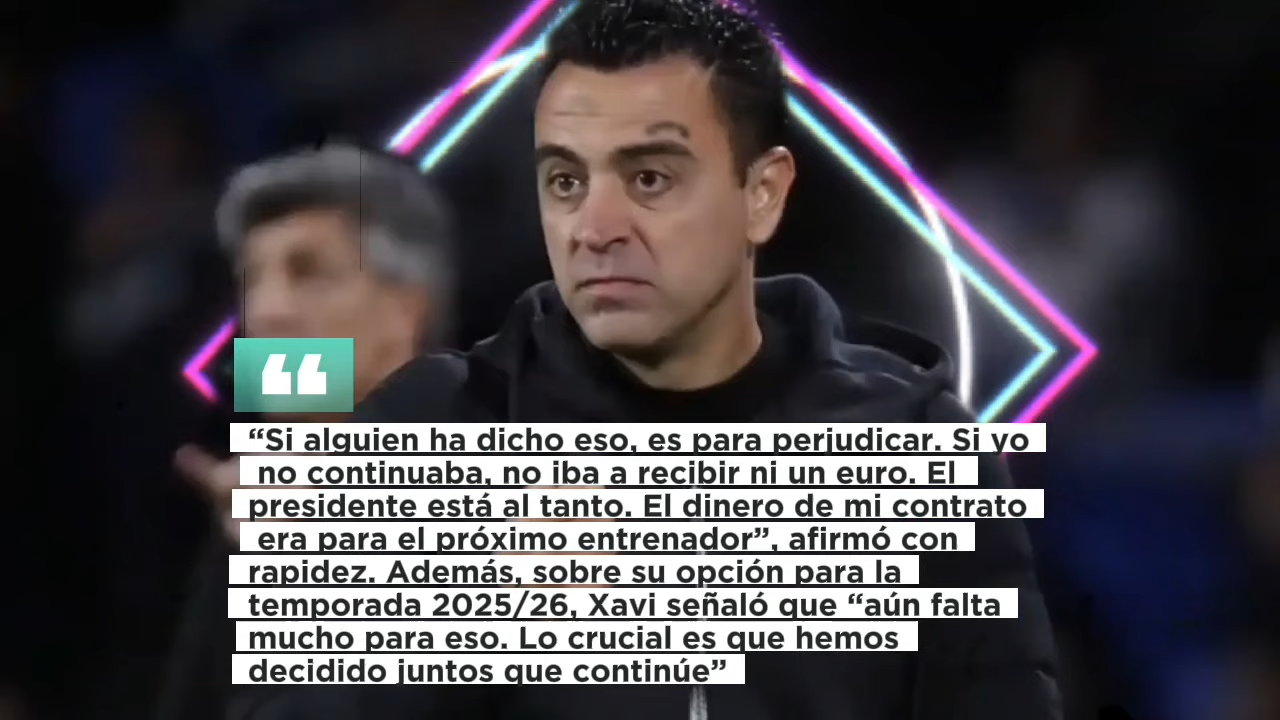 “Si alguien ha dicho eso, es para perjudicar. Si yo
no continuaba, no iba a recibir ni un euro. El
presidente está al tanto. El dinero de mi contrato
era para el próximo entrenador”, afirmó con
rapidez. Además, sobre su opción para la
temporada 2025/26, Xavi señaló que “aún falta
mucho para eso. Lo crucial es que hemos
decidido juntos que continúe”